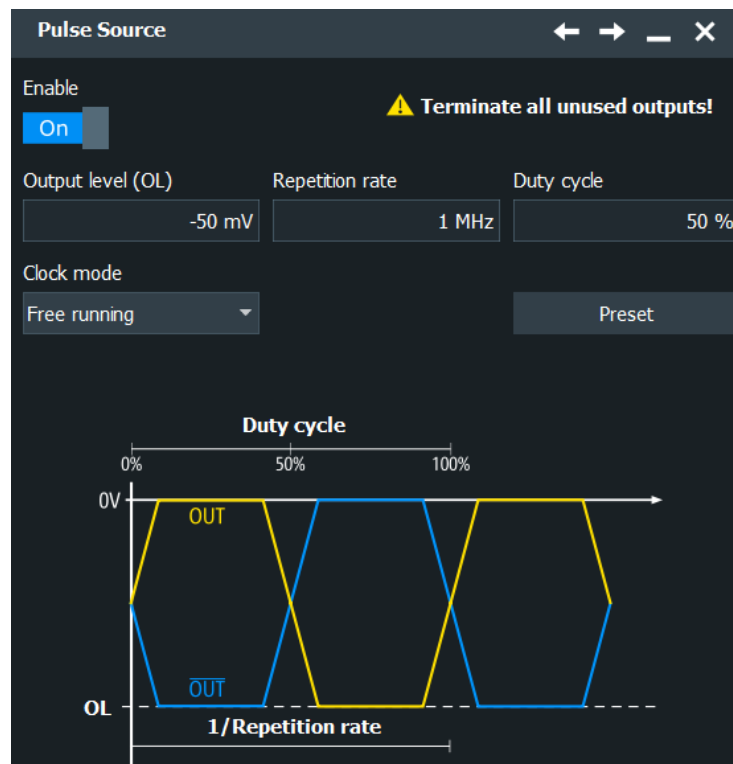 Pulse Source
Enable
On
Terminate all unused outputs!
Output level (OL) Repetition rate Duty cycle
-50 mV 1 MHz 50 %
Clock mode
Free running Preset
Duty cycle
0% 50% 100%
0V
OUT
OUT
OL
1/Repetition rate